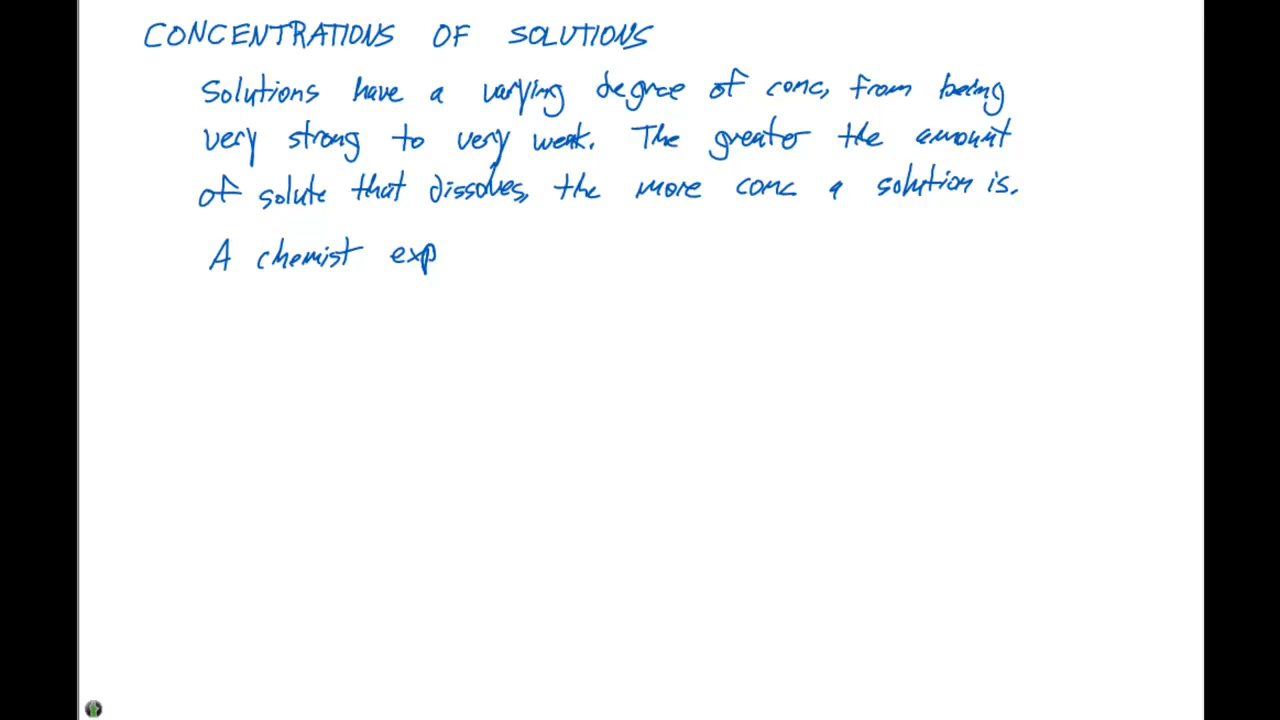 CONCENTRATIONS OF SOLUTIONS
Solutions have a varying degree of conc, from being
very strong to very weak. The greater the amount
of solute that dissolves, the more conc a solution is.
A chemist exp